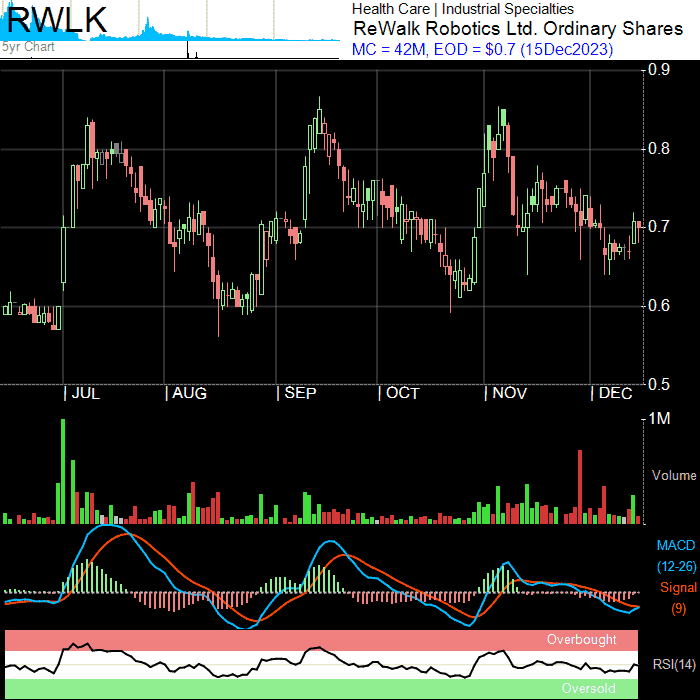 RWLK
5yr Chart
Health Care | Industrial Specialties
ReWalk Robotics Ltd. Ordinary Shares
MC = 42M, EOD = $0.7 (15Dec2023)
0.9
0.8
0.7
0.6
0.5
| JUL | AUG | SEP | OCT | NOV | DEC
1M
Volume
MACD
(12-26)
Signal
(9)
Overbought
RSI(14)
Oversold